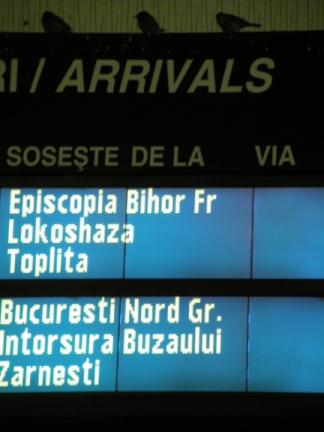 RI / ARRIVALS
SOSEŞTE DE LA VIA
Episcopia Bihor Fr
Lokoshaza
Toplita
Bucuresti Nord Gr.
Intorsura Buzaului
Zarnesti